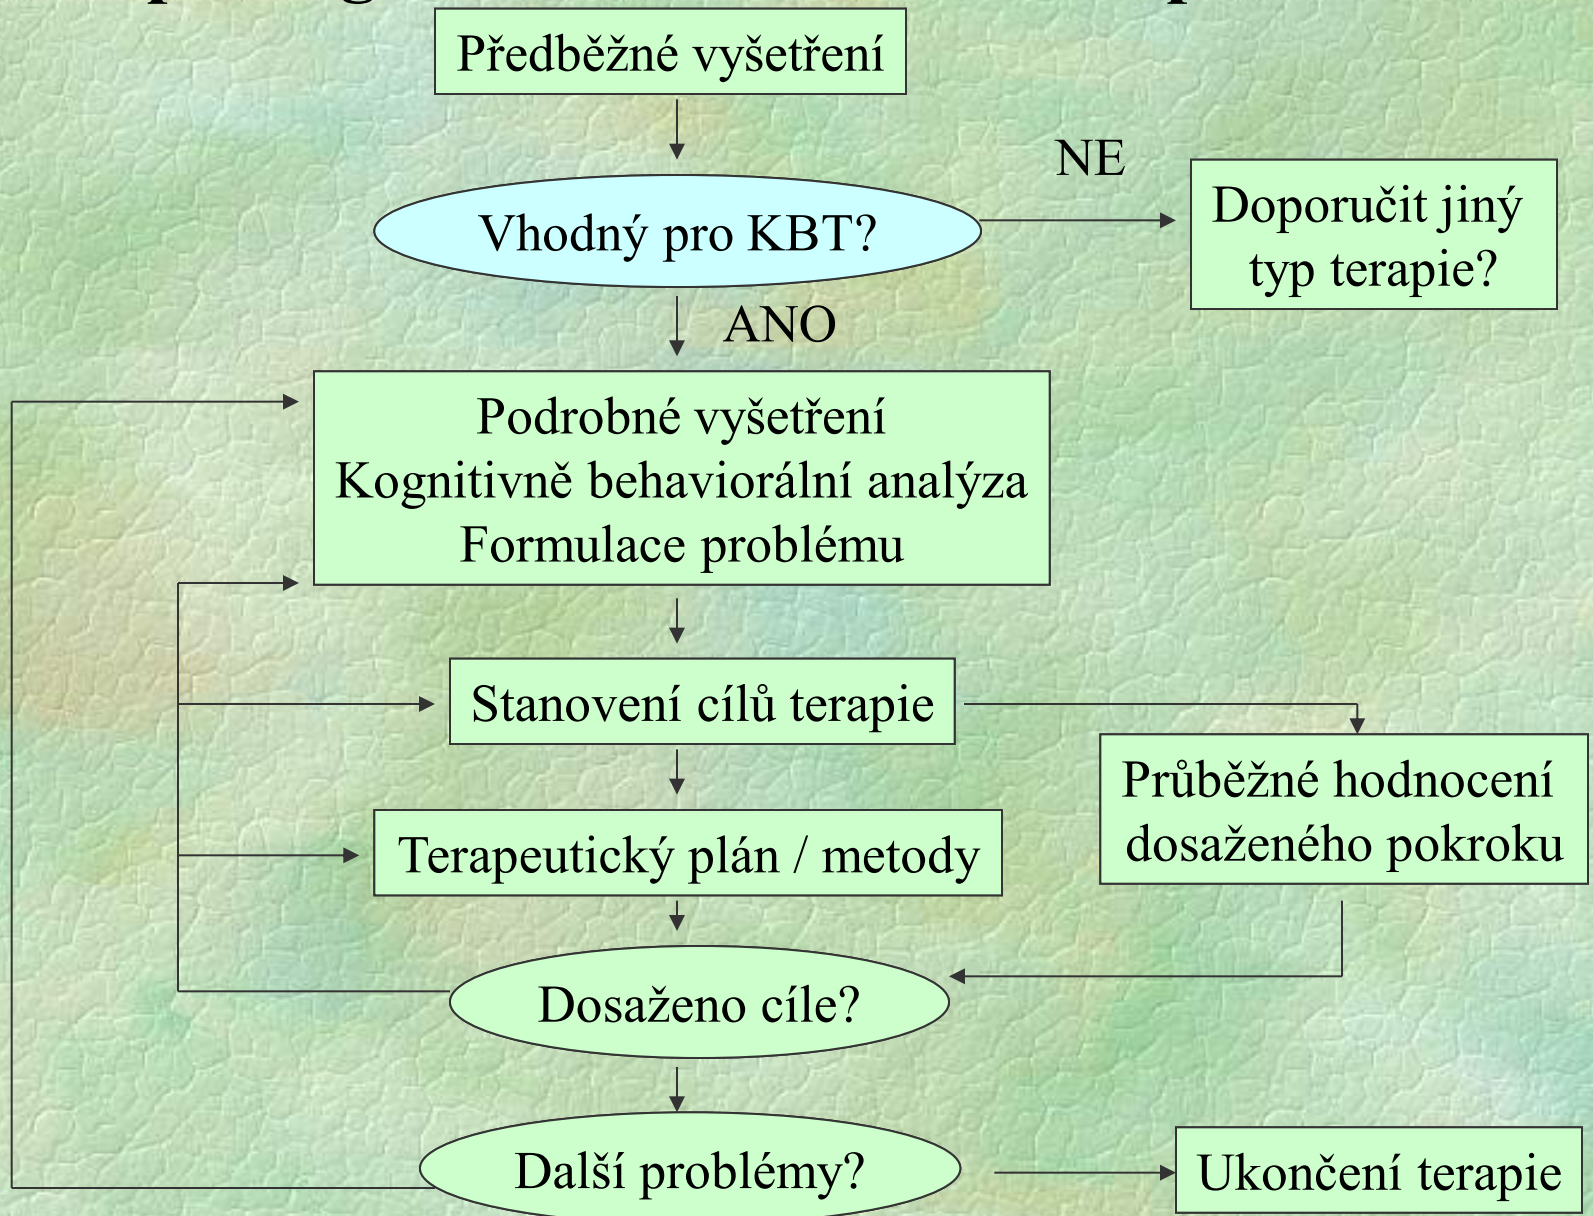 Předběžné vyšetření
NE
Vhodný pro KBT?
Doporučit jiný
typ terapie?
ANO
Podrobné vyšetření
Kognitivně behaviorální analýza
Formulace problému
Stanovení cílů terapie
Průběžné hodnocení
dosaženého pokroku
Terapeutický plán / metody
Dosaženo cíle?
Další problémy?
Ukončení terapie